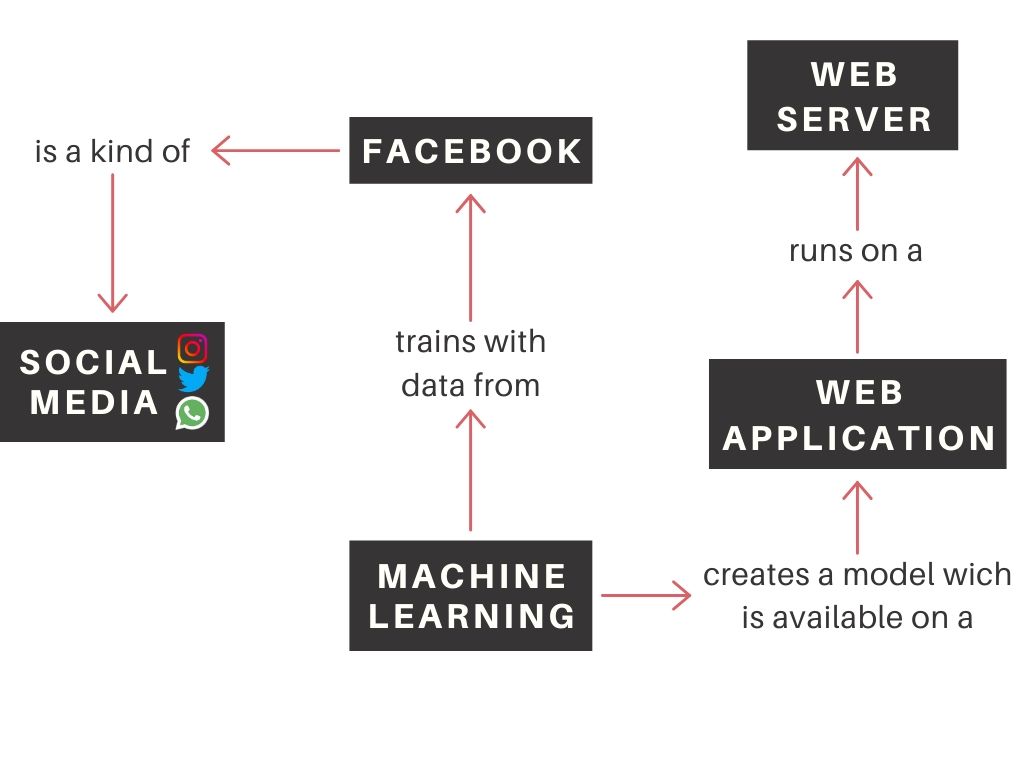 WEB
SERVER
is a kind of
FACEBOOK
runs on a
trains with
data from
SOCIAL
MEDIA
WEB
APPLICATION
MACHINE
LEARNING
creates a model wich
is available on a